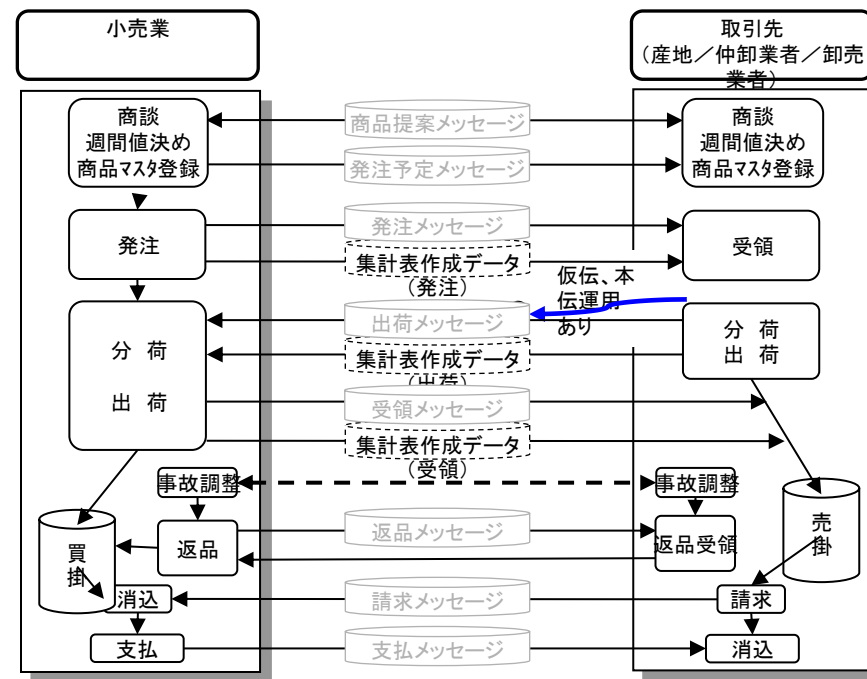 小売業
取引先
(産地／仲卸業者／卸売
業者)
商談
週間値決め
商品ﾏｽﾀ登録
商品提案メッセージ
発注予定メッセージ
商談
週間値決め
商品ﾏｽﾀ登録
発注
発注メッセージ
集計表作成データ
(発注)
受領
仮伝、本
伝運用
あり
分 荷
出 荷
出荷メッセージ
集計表作成データ
(出荷)
分 荷
出 荷
受領メッセージ
集計表作成データ
(受領)
事故調整
事故調整
買
掛
返品
返品メッセージ
返品受領
売
掛
消込
請求メッセージ
請求
支払
支払メッセージ
消込